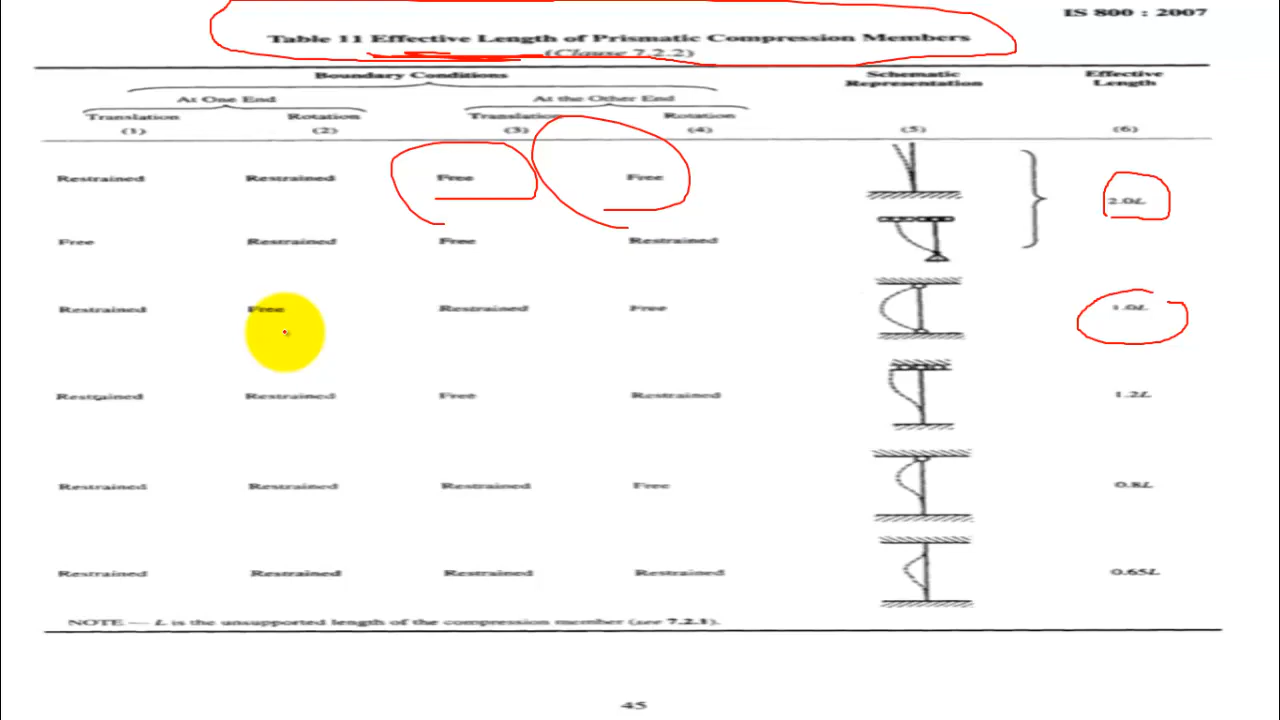 IS 800 : 2007
Table 11 Effective Length of Prismatic Compression Members
(Clause 7.2.2)
Boundary Conditions Schematic Representation Effective Length
At One End At the Other End
Translation Rotation Translation Rotation
(1) (2) (3) (4) (5) (6)
Restrained Restrained Free Free
2.0L
Free Restrained Free Restrained
Restrained Free Restrained Free 1.0L
Restrained Restrained Free Restrained 1.2L
Restrained Restrained Restrained Free 0.8L
Restrained Restrained Restrained Restrained 0.65L
NOTE — L is the unsupported length of the compression member (see 7.2.1).
45